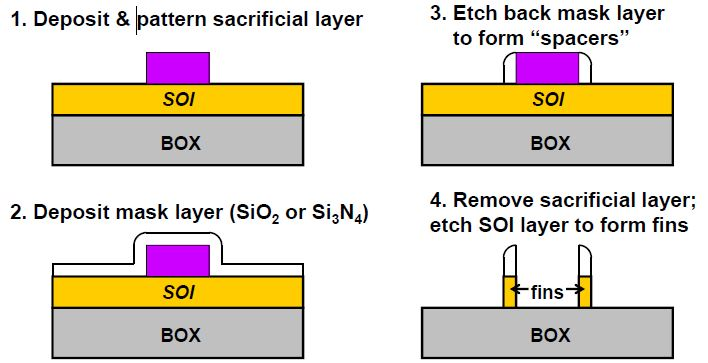 1. Deposit & pattern sacrificial layer
SOI
BOX
2. Deposit mask layer (SiO₂ or Si₃N₄)
SOI
BOX
3. Etch back mask layer
to form “spacers”
SOI
BOX
4. Remove sacrificial layer;
etch SOI layer to form fins
fins
BOX